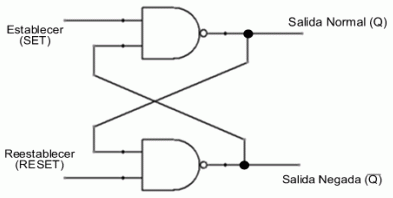 Establecer
(SET)
Salida Normal (Q)
Reestablecer
(RESET)
Salida Negada (Q̅)